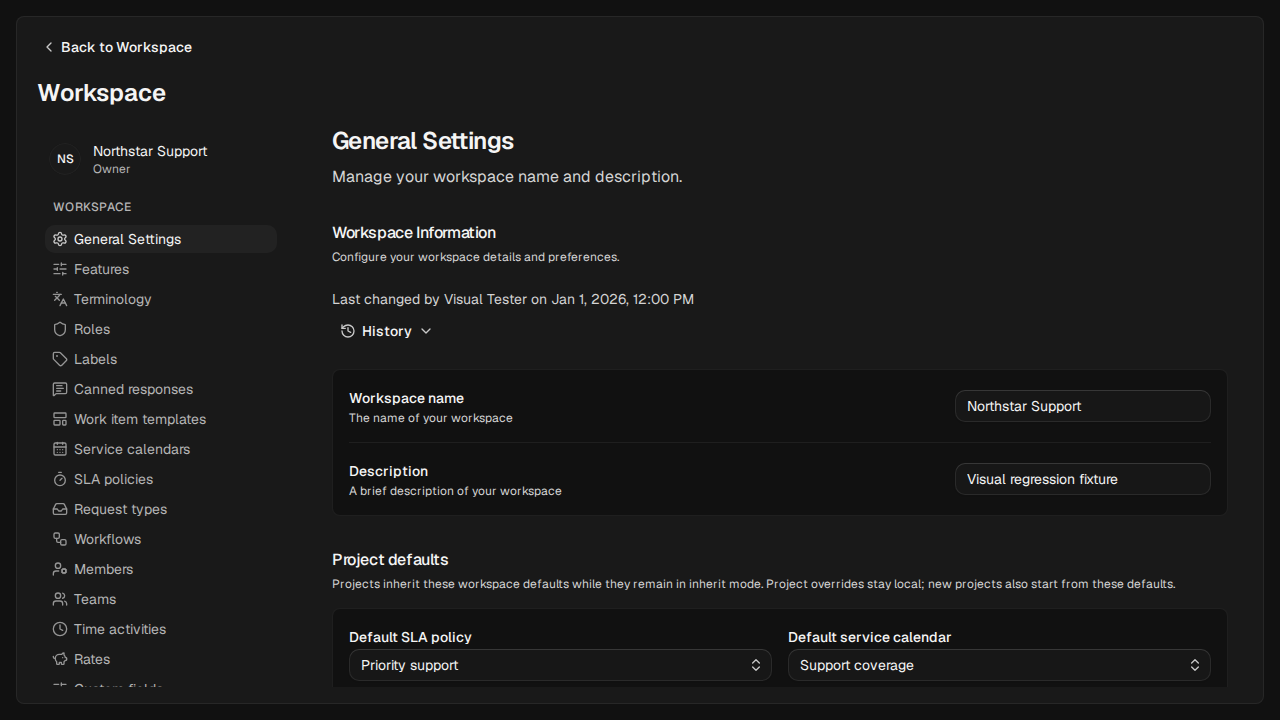 Back to Workspace
Workspace
NS
Northstar Support
Owner
WORKSPACE
General Settings
Features
Terminology
Roles
Labels
Canned responses
Work item templates
Service calendars
SLA policies
Request types
Workflows
Members
Teams
Time activities
Rates
Custom fields
General Settings
Manage your workspace name and description.
Workspace Information
Configure your workspace details and preferences.
Last changed by Visual Tester on Jan 1, 2026, 12:00 PM
History
Workspace name
The name of your workspace
Northstar Support
Description
A brief description of your workspace
Visual regression fixture
Project defaults
Projects inherit these workspace defaults while they remain in inherit mode. Project overrides stay local; new projects also start from these defaults.
Default SLA policy
Priority support
Default service calendar
Support coverage